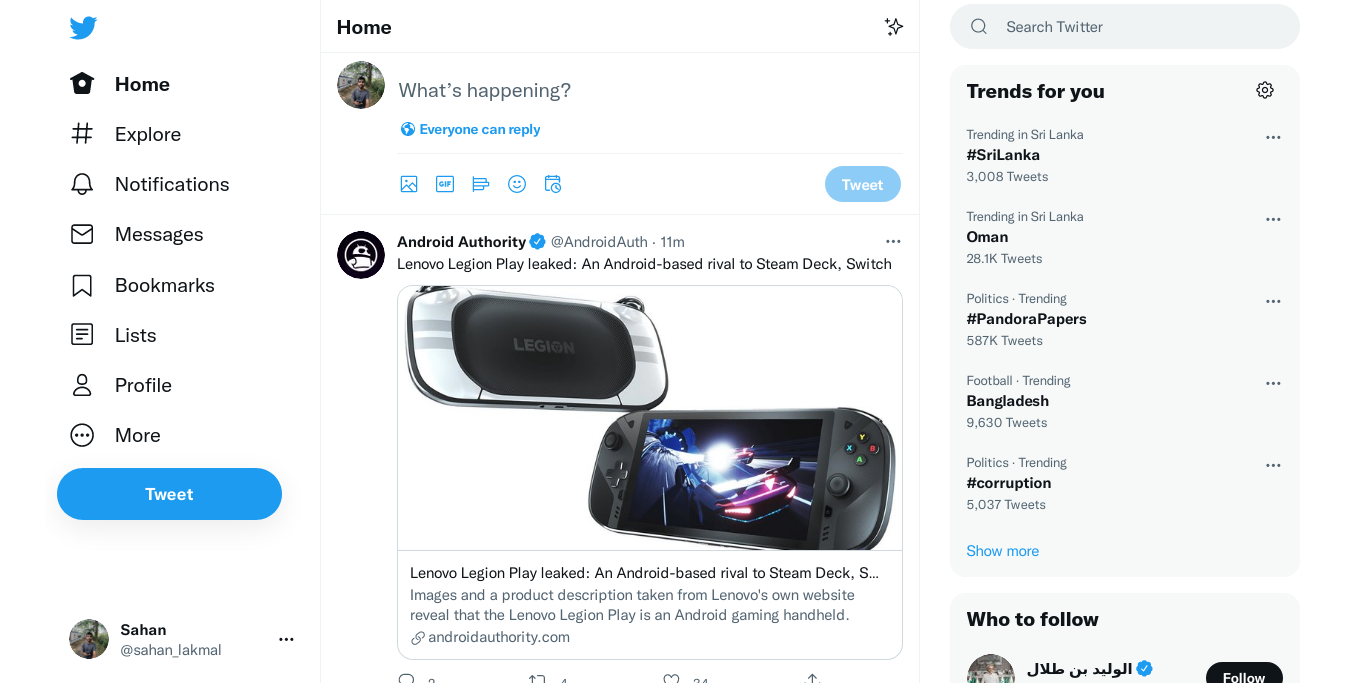 Home
Explore
Notifications
Messages
Bookmarks
Lists
Profile
More
Tweet
Sahan
@sahan_lakmal
Home
What's happening?
Everyone can reply
GIF
Tweet
Android Authority @AndroidAuth · 11m
Lenovo Legion Play leaked: An Android-based rival to Steam Deck, Switch
LEGION
Y
X B
A
Lenovo Legion Play leaked: An Android-based rival to Steam Deck, S...
Images and a product description taken from Lenovo's own website
reveal that the Lenovo Legion Play is an Android gaming handheld.
androidauthority.com
Search Twitter
Trends for you
Trending in Sri Lanka
#SriLanka
3,008 Tweets
Trending in Sri Lanka
Oman
28.1K Tweets
Politics · Trending
#PandoraPapers
587K Tweets
Football · Trending
Bangladesh
9,630 Tweets
Politics · Trending
#corruption
5,037 Tweets
Show more
Who to follow
الوليد بن طلال
Follow